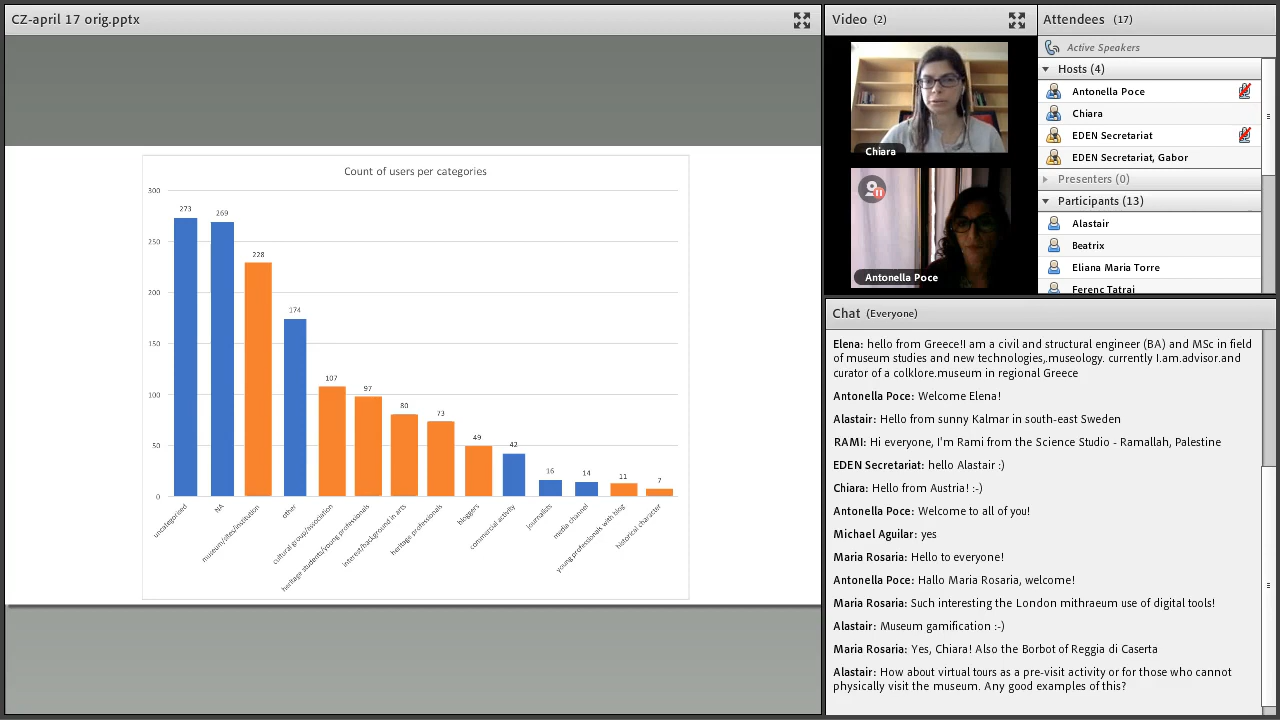 CZ-april 17 orig.pptx
Count of users per categories
300
250
200
150
100
50
0
273
269
228
174
107
97
80
73
49
42
16
14
11
7
uncategorised
NA
museum/sites/institution
other
cultural group/association
heritage students/young professionals
interest/background in arts
heritage professionals
bloggers
commercial activity
journalists
media channel
young professionals with blog
historical character
Video (2)
Chiara
Antonella Poce
Attendees (17)
Active Speakers
Hosts (4)
Antonella Poce
Chiara
EDEN Secretariat
EDEN Secretariat, Gabor
Presenters (0)
Participants (13)
Alastair
Beatrix
Eliana Maria Torre
Ferenc Tatrai
Chat (Everyone)
Elena: hello from Greece!I am a civil and structural engineer (BA) and MSc in field
of museum studies and new technologies,.museology. currently I.am.advisor.and
curator of a colklore.museum in regional Greece
Antonella Poce: Welcome Elena!
Alastair: Hello from sunny Kalmar in south-east Sweden
RAMI: Hi everyone, I'm Rami from the Science Studio - Ramallah, Palestine
EDEN Secretariat: hello Alastair :)
Chiara: Hello from Austria! :-)
Antonella Poce: Welcome to all of you!
Michael Aguilar: yes
Maria Rosaria: Hello to everyone!
Antonella Poce: Hallo Maria Rosaria, welcome!
Maria Rosaria: Such interesting the London mithraeum use of digital tools!
Alastair: Museum gamification :-)
Maria Rosaria: Yes, Chiara! Also the Borbot of Reggia di Caserta
Alastair: How about virtual tours as a pre-visit activity or for those who cannot
physically visit the museum. Any good examples of this?